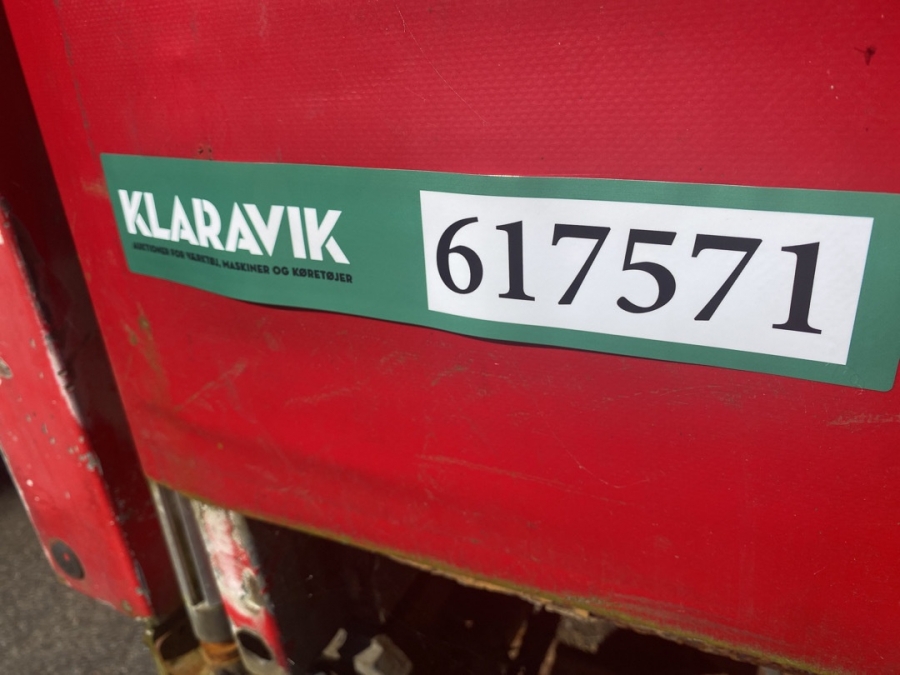 KLARAVIK
AUKTIONER FOR VÆRKTØJ, MASKINER OG KØRETØJER
617571